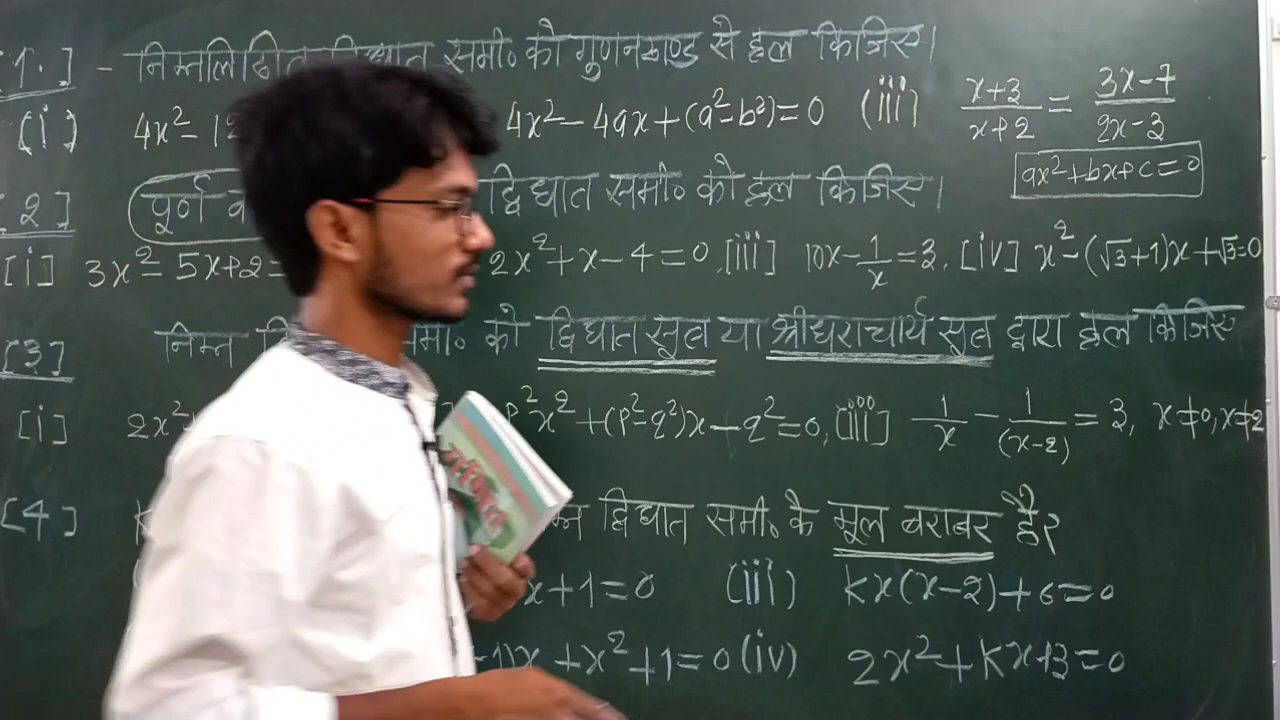 [1.] - निम्नलिखित समी० को गुणनखण्ड से हल किजिए।
(i) 4x² - 12 4x² - 4ax + (a² - b²) = 0 (iii) x+3/x+2 = 3x-7/2x-3
ax² + bx + c = 0
[2] पूर्ण द्विघात समी० को हल किजिए।
[i] 3x² - 5x + 2 = 2x² + x - 4 = 0, [iii] 10x - 1/x = 3, [iv] x² - (√3+1)x + √3 = 0
[3] निम्न समी० को द्विघात सूत्र या श्रीधराचार्य सूत्र द्वारा हल किजिए
[i] 2x² p²x² + (p² - q²)x - q² = 0, [iii] 1/x - 1/(x-2) = 3, x≠0, x≠2
[4] द्विघात समी० के मूल बराबर है?
x + 1 = 0 (ii) Kx(x-2) + 6 = 0
-1)x + x² + 1 = 0 (iv) 2x² + Kx + 3 = 0
गणित